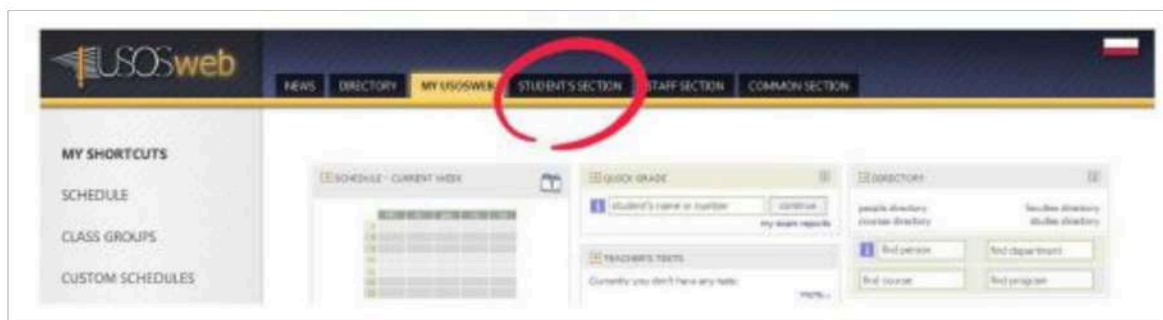 USOSweb
NEWS DIRECTORY MY USOSWEB STUDENT'S SECTION STAFF SECTION COMMON SECTION
MY SHORTCUTS
SCHEDULE
CLASS GROUPS
CUSTOM SCHEDULES
SCHEDULE - CURRENT WEEK
QUICK GRADE
student's name or number
continue
my exam reports
TEACHER'S TESTS
Currently you don't have any tests
more...
DIRECTORY
people directory faculties directory
courses directory studies directory
find person find department
find course find program